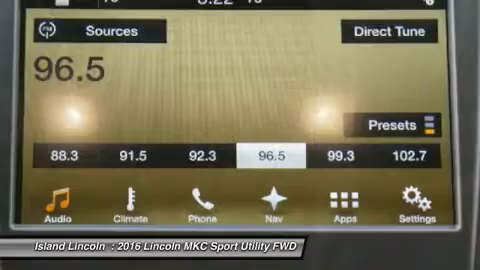 Sources
Direct Tune
96.5
Presets
88.3 91.5 92.3 96.5 99.3 102.7
Audio Climate Phone Nav Apps Settings
Island Lincoln : 2016 Lincoln MKC Sport Utility FWD